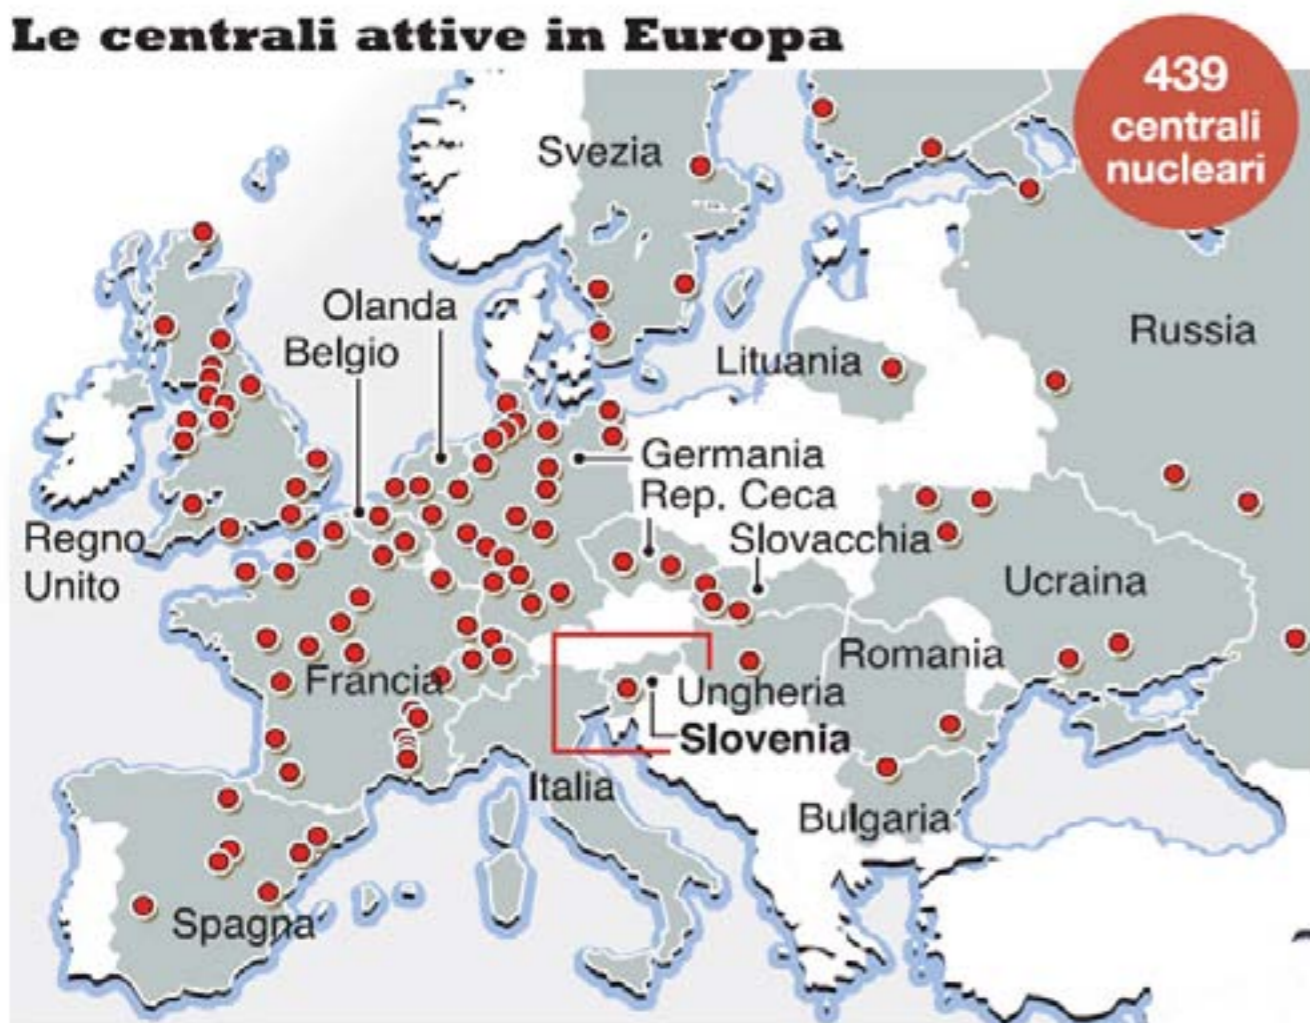 Le centrali attive in Europa
439
centrali
nucleari
Svezia
Olanda
Belgio
Lituania
Russia
Germania
Rep. Ceca
Slovacchia
Regno
Unito
Ucraina
Francia
Romania
Ungheria
Slovenia
Italia
Bulgaria
Spagna